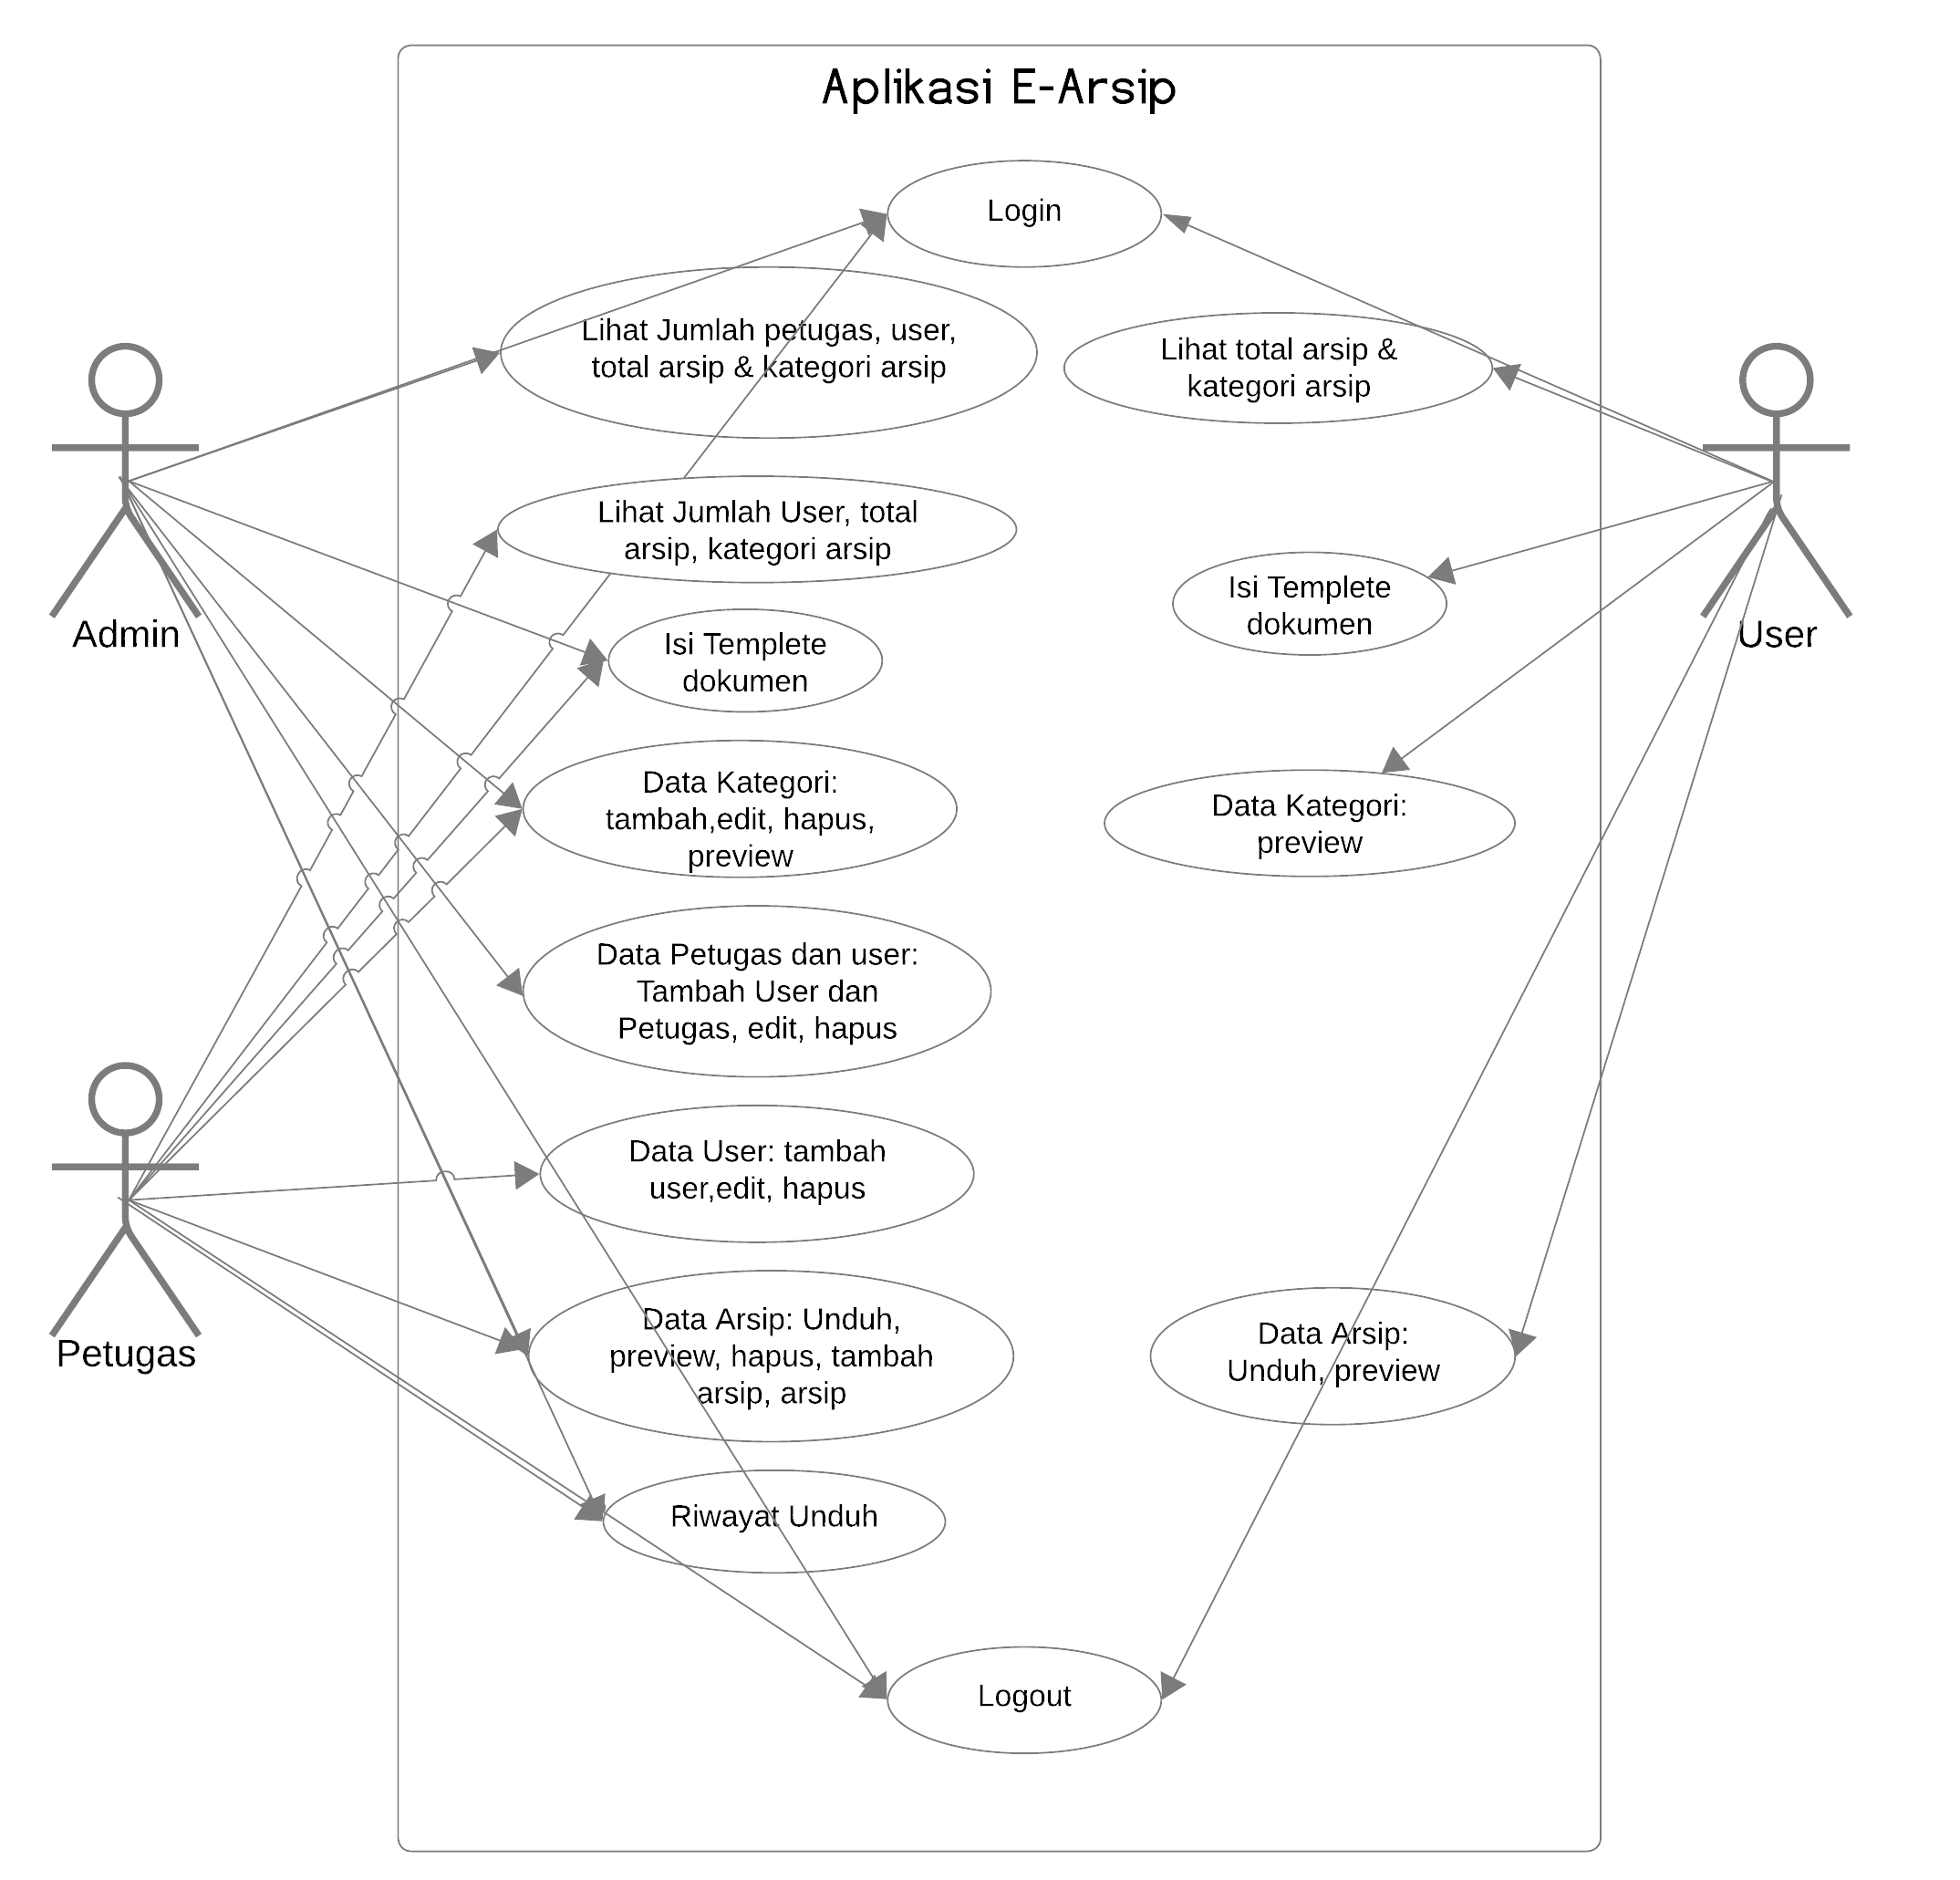 Aplikasi E-Arsip
Login
Lihat Jumlah petugas, user,
total arsip & kategori arsip
Lihat total arsip &
kategori arsip
Lihat Jumlah User, total
arsip, kategori arsip
Isi Templete
dokumen
Isi Templete
dokumen
Admin
User
Data Kategori:
tambah,edit, hapus,
preview
Data Kategori:
preview
Data Petugas dan user:
Tambah User dan
Petugas, edit, hapus
Data User: tambah
user,edit, hapus
Petugas
Data Arsip: Unduh,
preview, hapus, tambah
arsip, arsip
Data Arsip:
Unduh, preview
Riwayat Unduh
Logout